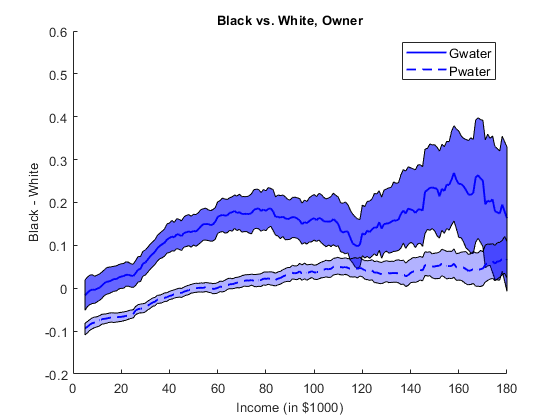 Black vs. White, Owner
Gwater
Pwater
Black - White
0.6
0.5
0.4
0.3
0.2
0.1
0
-0.1
-0.2
0 20 40 60 80 100 120 140 160 180
Income (in $1000)